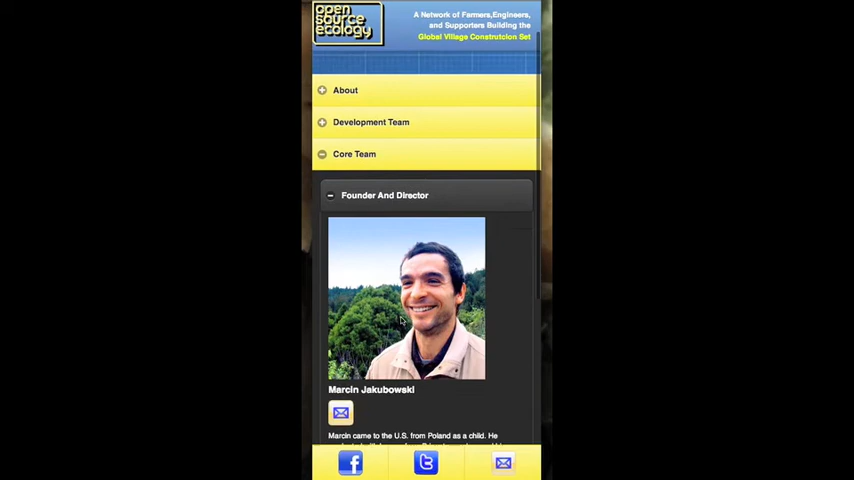 open
source
ecology
A Network of Farmers,Engineers,
and Supporters Building the
Global Village Construtcion Set
About
Development Team
Core Team
Founder And Director
Marcin Jakubowski
Marcin came to the U.S. from Poland as a child. He